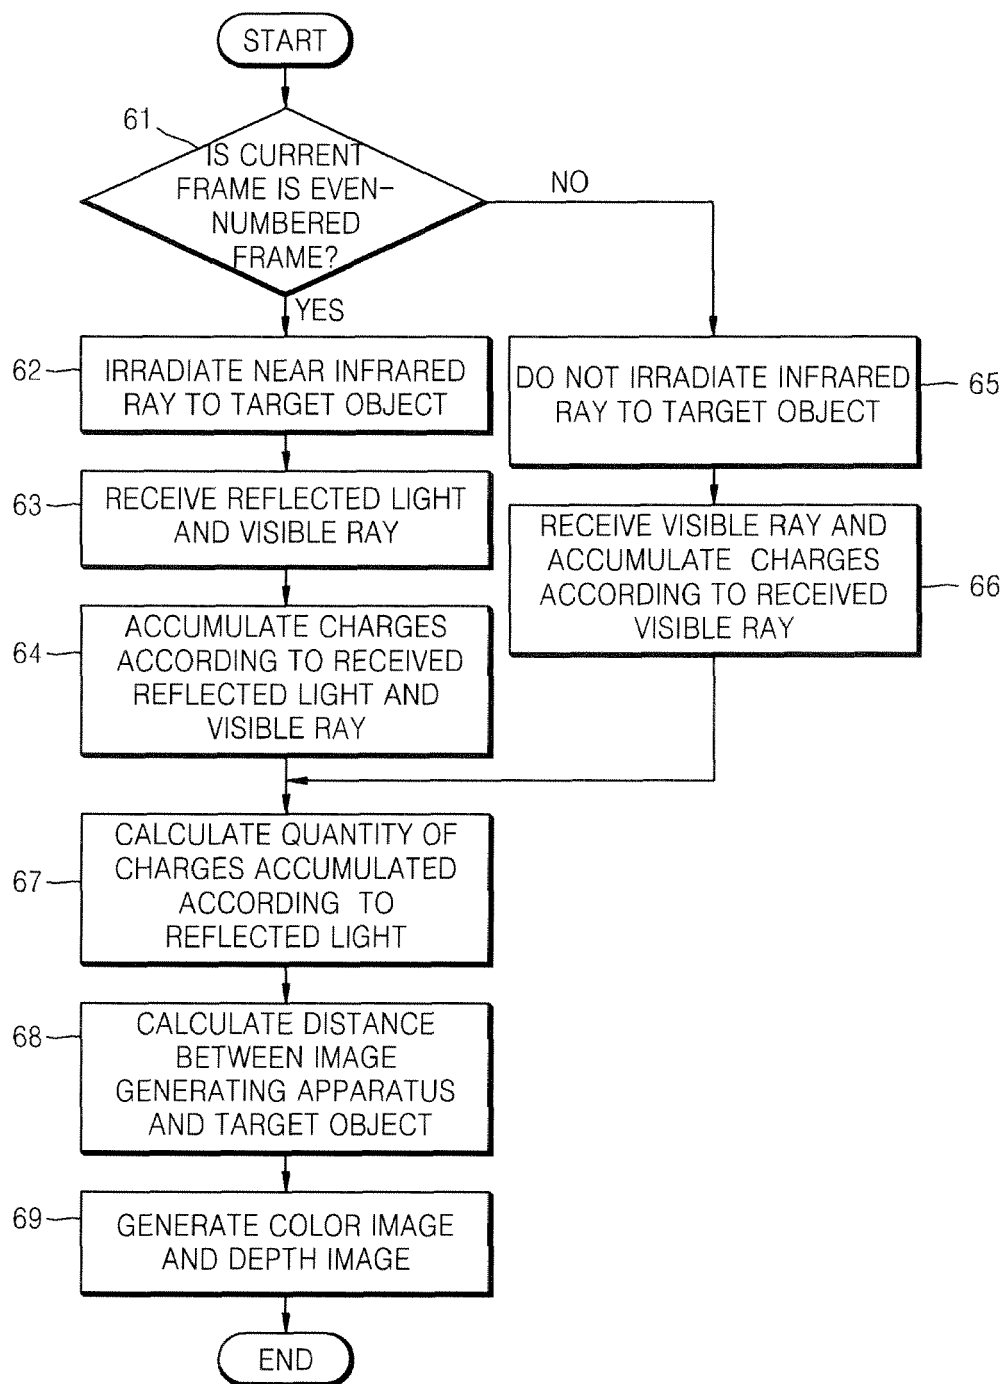 START
61
IS CURRENT
FRAME IS EVEN-
NUMBERED
FRAME?
NO
YES
62
IRRADIATE NEAR INFRARED
RAY TO TARGET OBJECT
DO NOT IRRADIATE INFRARED
RAY TO TARGET OBJECT
65
63
RECEIVE REFLECTED LIGHT
AND VISIBLE RAY
RECEIVE VISIBLE RAY AND
ACCUMULATE CHARGES
ACCORDING TO RECEIVED
VISIBLE RAY
66
64
ACCUMULATE CHARGES
ACCORDING TO RECEIVED
REFLECTED LIGHT AND
VISIBLE RAY
67
CALCULATE QUANTITY OF
CHARGES ACCUMULATED
ACCORDING TO
REFLECTED LIGHT
68
CALCULATE DISTANCE
BETWEEN IMAGE
GENERATING APPARATUS
AND TARGET OBJECT
69
GENERATE COLOR IMAGE
AND DEPTH IMAGE
END